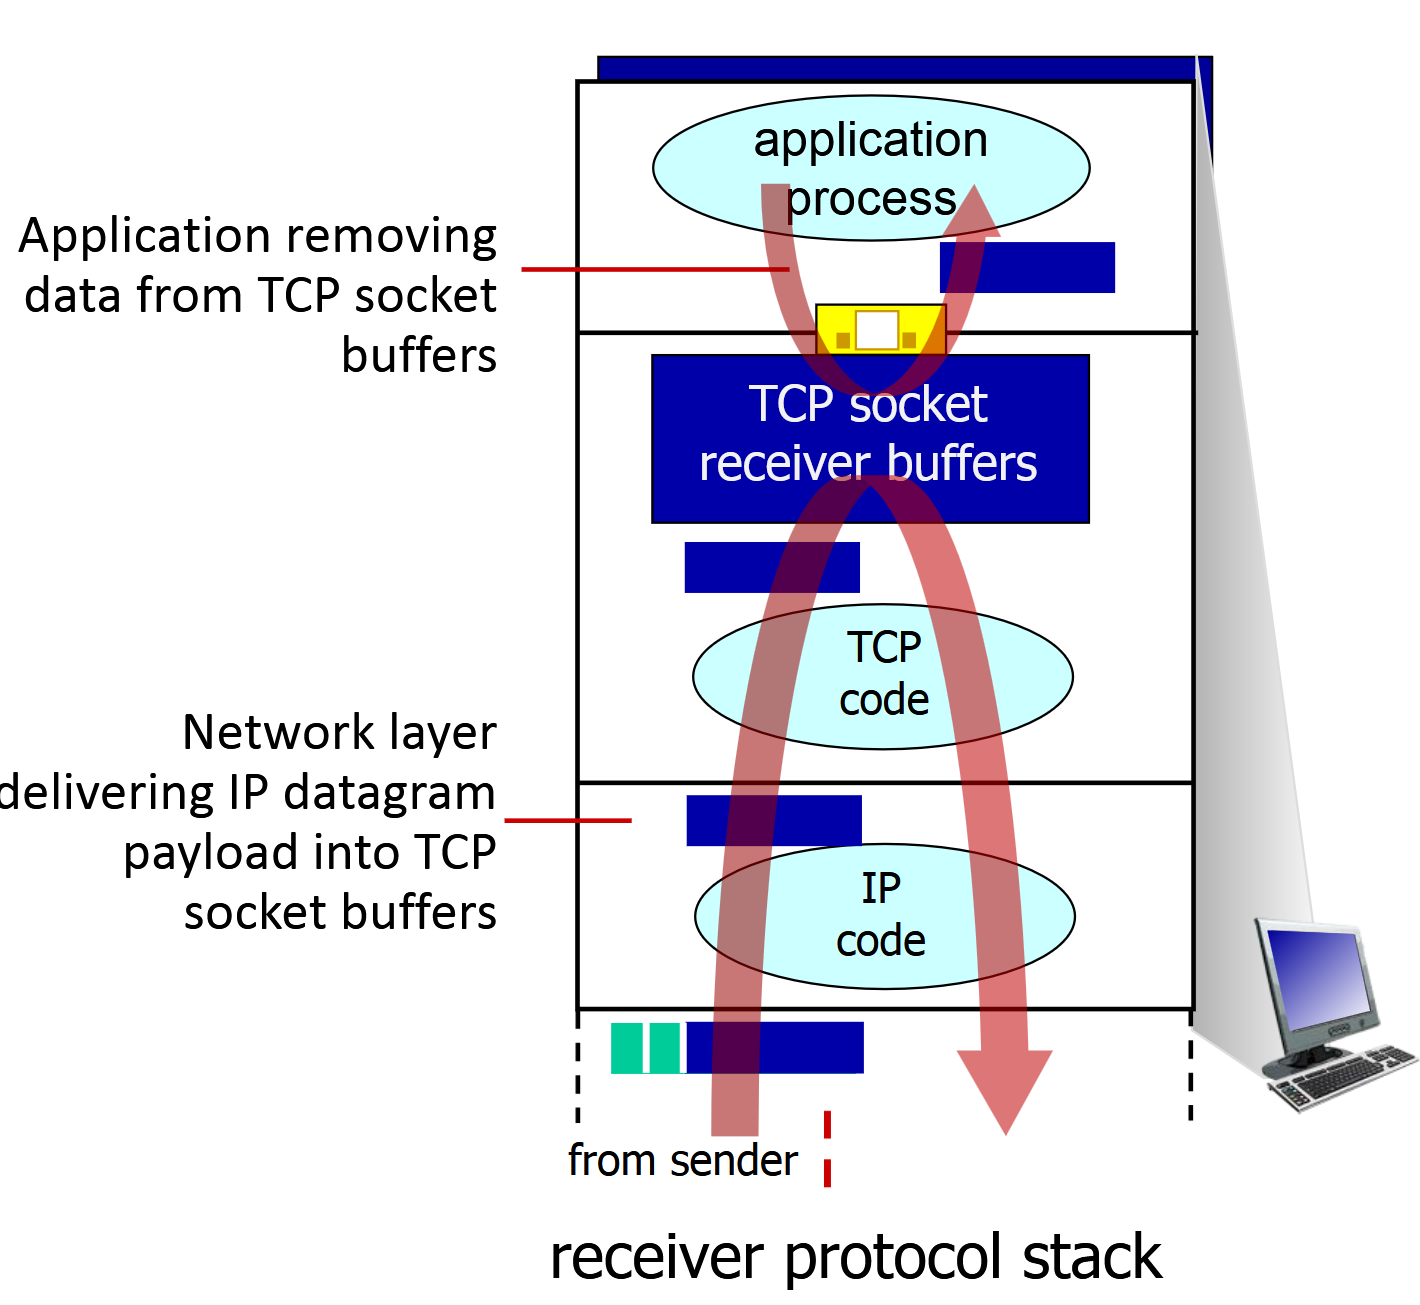 application
process
Application removing
data from TCP socket
buffers
TCP socket
receiver buffers
TCP
code
Network layer
delivering IP datagram
payload into TCP
socket buffers
IP
code
from sender
receiver protocol stack